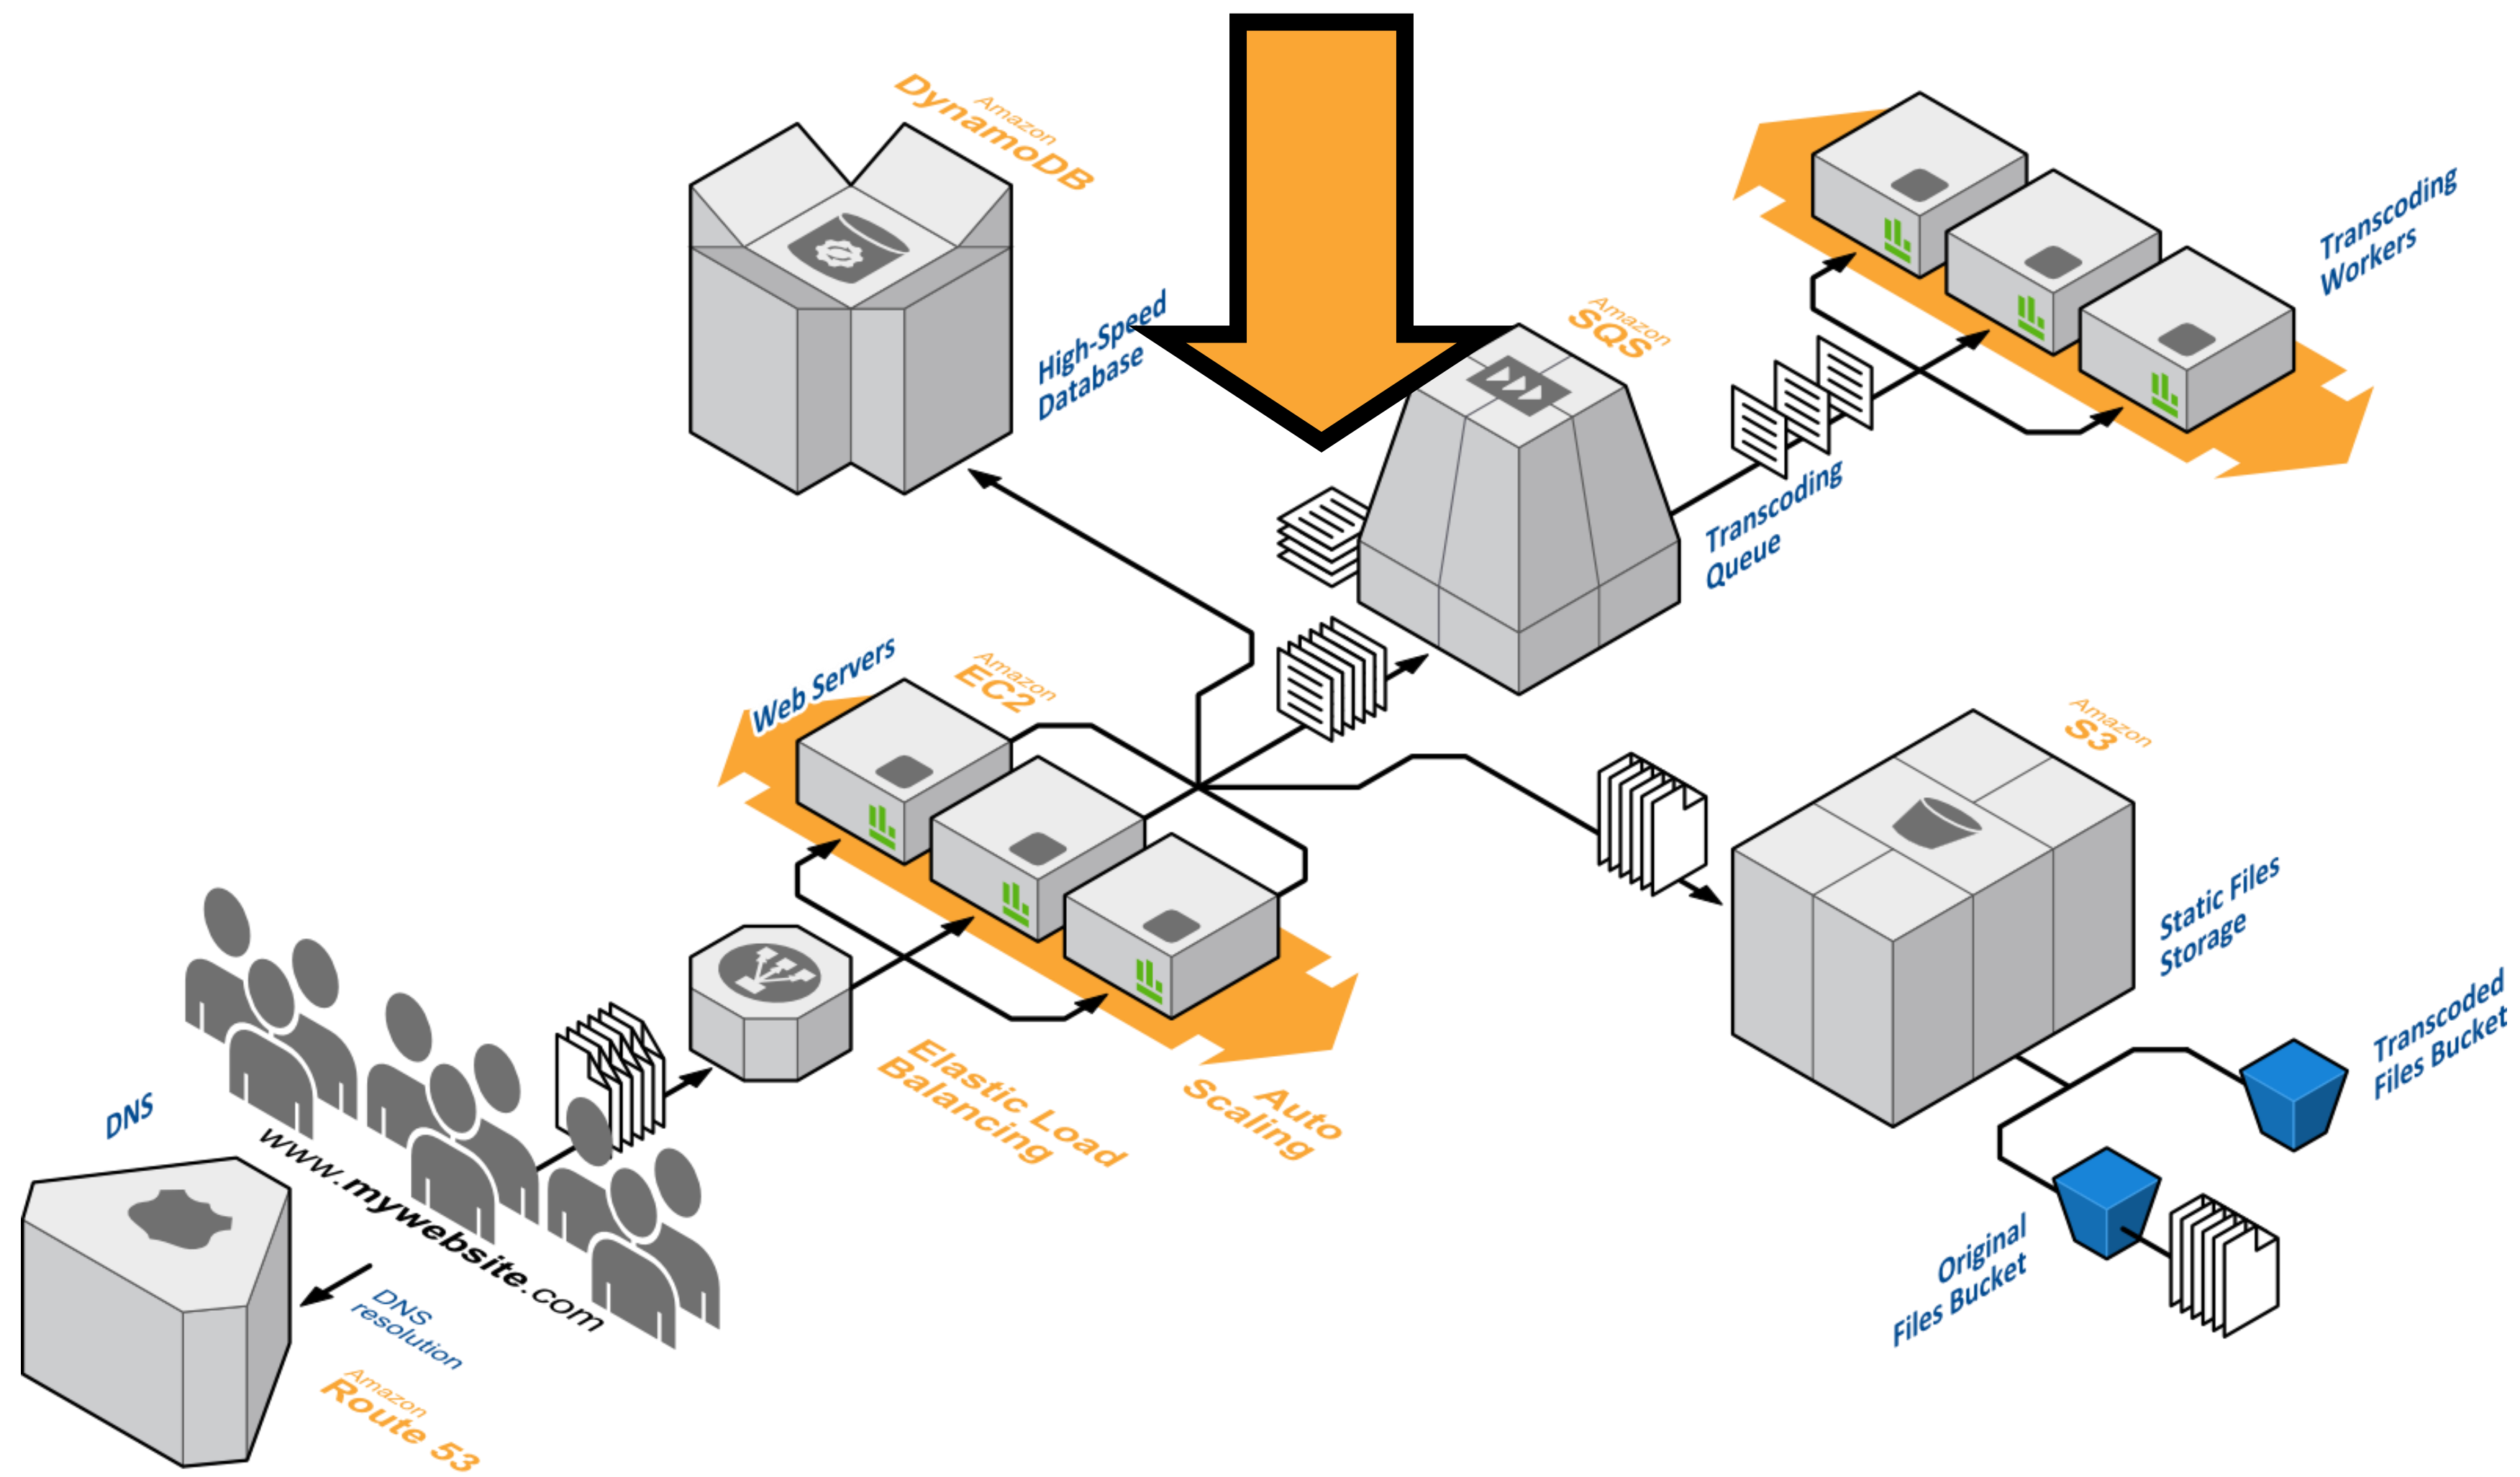 Amazon
DynamoDB
High-Speed
Database
Amazon
SQS
Transcoding
Workers
Transcoding
Queue
Web Servers
Amazon
EC2
Amazon
S3
Static Files
Storage
Transcoded
Files Bucket
Original
Files Bucket
Elastic Load
Balancing
Auto
Scaling
DNS
www.mywebsite.com
DNS
resolution
Amazon
Route 53